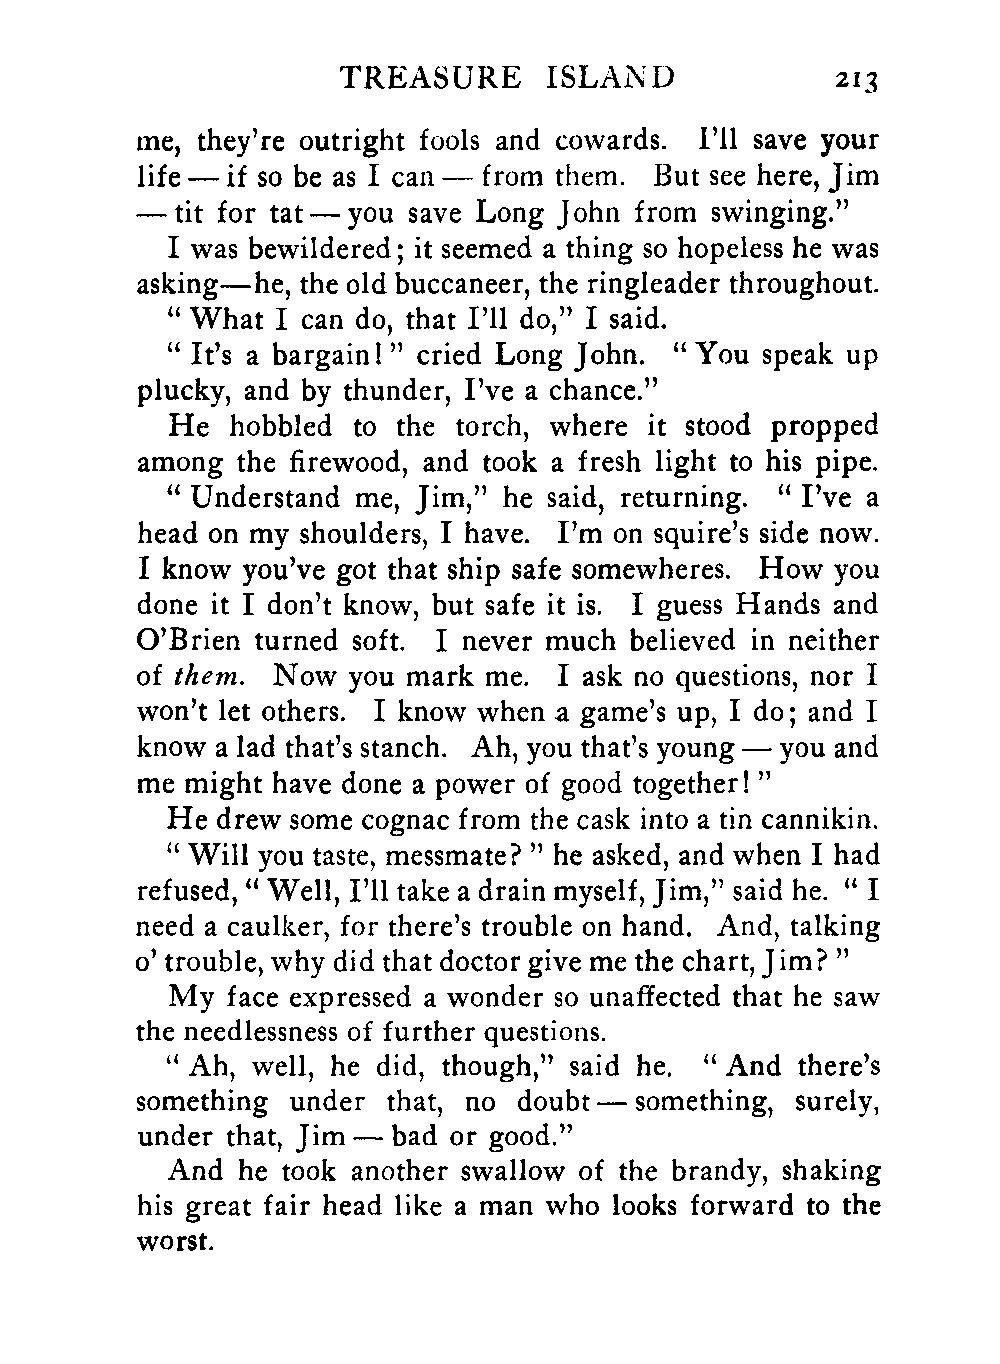 TREASURE ISLAND 213
me, they're outright fools and cowards. I'll save your
life — if so be as I can — from them. But see here, Jim
— tit for tat — you save Long John from swinging."
I was bewildered; it seemed a thing so hopeless he was
asking—he, the old buccaneer, the ringleader throughout.
" What I can do, that I'll do," I said.
" It's a bargain!" cried Long John. " You speak up
plucky, and by thunder, I've a chance."
He hobbled to the torch, where it stood propped
among the firewood, and took a fresh light to his pipe.
" Understand me, Jim," he said, returning. " I've a
head on my shoulders, I have. I'm on squire's side now.
I know you've got that ship safe somewheres. How you
done it I don't know, but safe it is. I guess Hands and
O'Brien turned soft. I never much believed in neither
of them. Now you mark me. I ask no questions, nor I
won't let others. I know when a game's up, I do; and I
know a lad that's stanch. Ah, you that's young — you and
me might have done a power of good together! "
He drew some cognac from the cask into a tin cannikin.
" Will you taste, messmate? " he asked, and when I had
refused, " Well, I'll take a drain myself, Jim," said he. " I
need a caulker, for there's trouble on hand. And, talking
o' trouble, why did that doctor give me the chart, Jim? "
My face expressed a wonder so unaffected that he saw
the needlessness of further questions.
" Ah, well, he did, though," said he. " And there's
something under that, no doubt — something, surely,
under that, Jim — bad or good."
And he took another swallow of the brandy, shaking
his great fair head like a man who looks forward to the
worst.